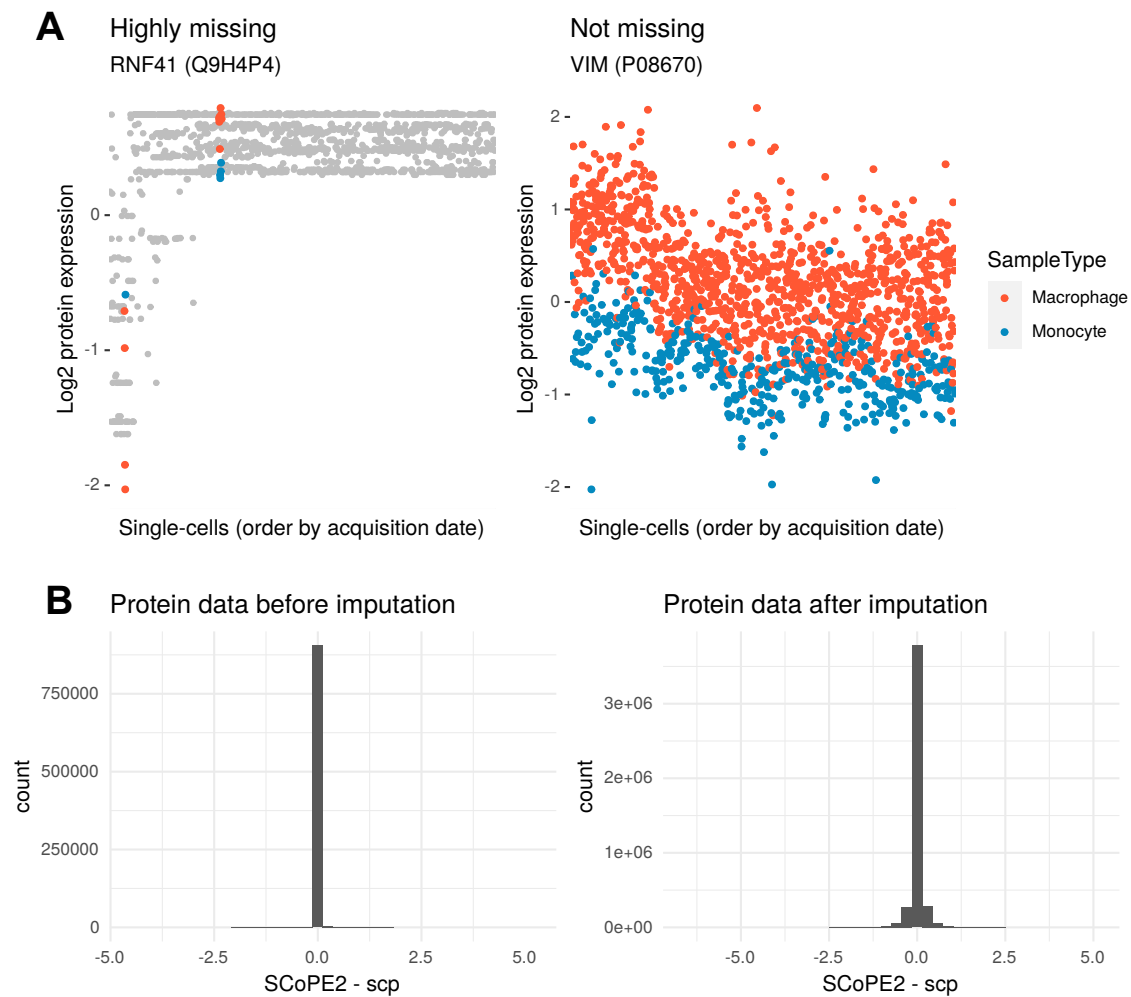 A
Highly missing
RNF41 (Q9H4P4)
Log2 protein expression
0
-1
-2
Single-cells (order by acquisition date)
Not missing
VIM (P08670)
Log2 protein expression
2
1
0
-1
-2
Single-cells (order by acquisition date)
SampleType
Macrophage
Monocyte
B
Protein data before imputation
count
750000
500000
250000
0
-5.0 -2.5 0.0 2.5 5.0
SCoPE2 - scp
Protein data after imputation
count
3e+06
2e+06
1e+06
0e+00
-5.0 -2.5 0.0 2.5 5.0
SCoPE2 - scp